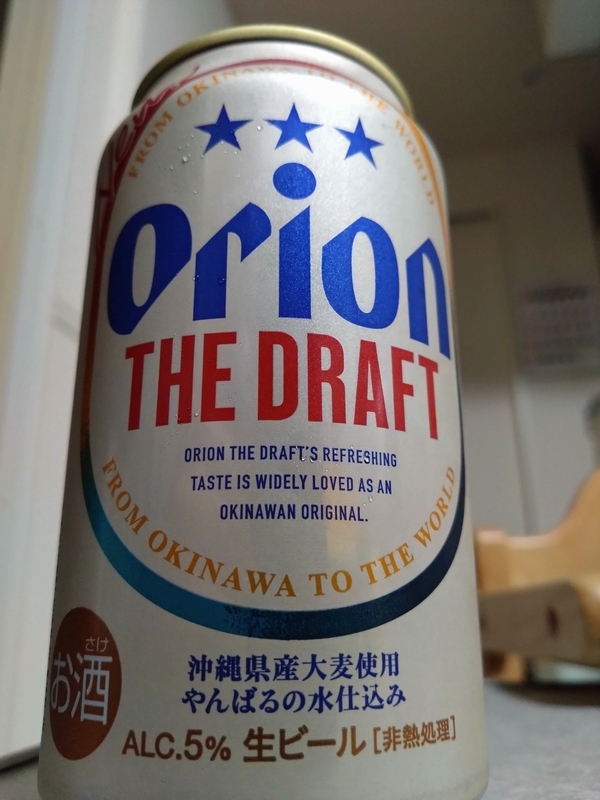 FROM OKINAWA TO THE WORLD
Orion
THE DRAFT
ORION THE DRAFT'S REFRESHING
TASTE IS WIDELY LOVED AS AN
OKINAWAN ORIGINAL.
FROM OKINAWA TO THE WORLD
さけ
お酒
沖縄県産大麦使用
やんばるの水仕込み
ALC.5% 生ビール [非熱処理]